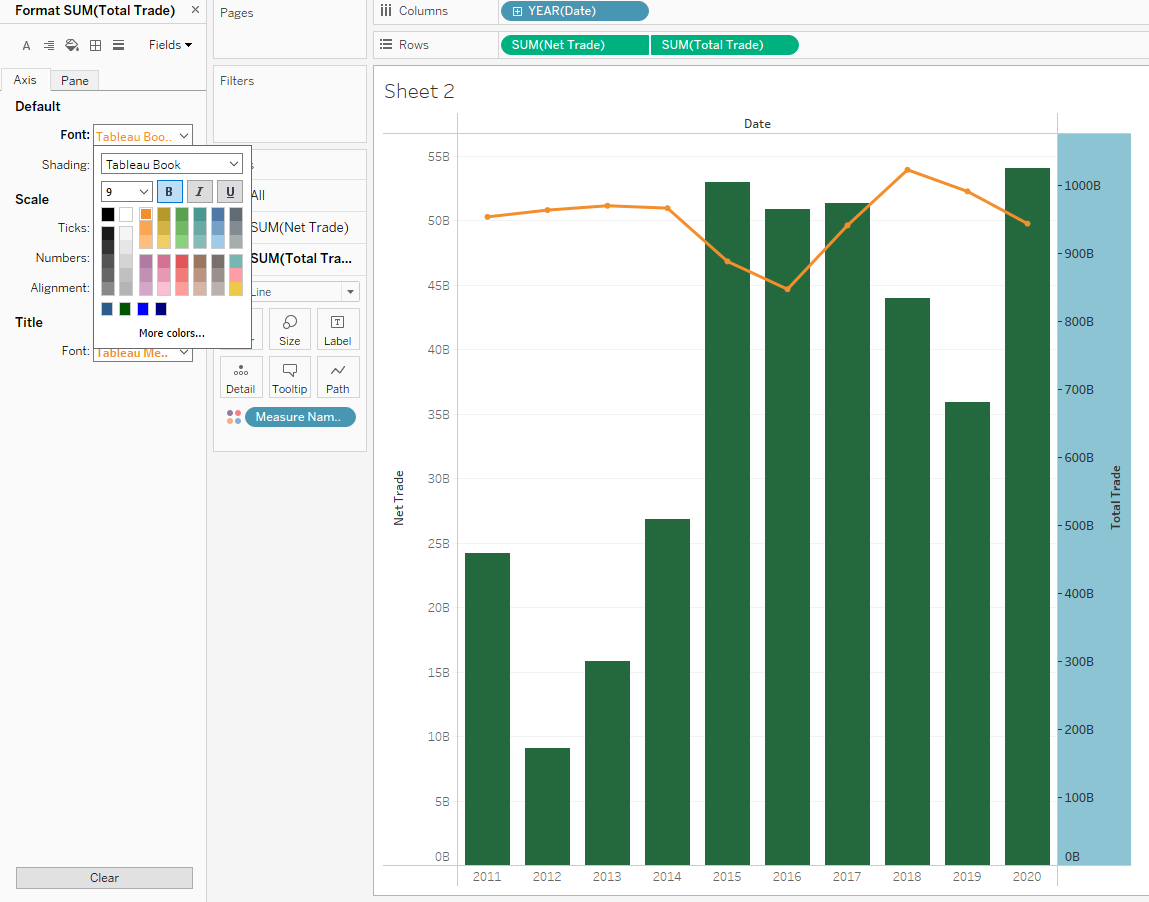 Format SUM(Total Trade) ×
A
Fields
Axis
Pane
Default
Font: Tableau Boo..
Tableau Book
9
B I U
More colors...
Shading:
Scale
Ticks:
Numbers:
Alignment:
Title
Font: Tableau Me..
Clear
Pages
Filters
All
SUM(Net Trade)
SUM(Total Tra...
Line
Size
Label
Detail
Tooltip
Path
Measure Nam..
Columns
YEAR(Date)
Rows
SUM(Net Trade)
SUM(Total Trade)
Sheet 2
Date
Net Trade
55B
50B
45B
40B
35B
30B
25B
20B
15B
10B
5B
0B
1000B
900B
800B
700B
600B
500B
400B
300B
200B
100B
0B
Total Trade
2011 2012 2013 2014 2015 2016 2017 2018 2019 2020